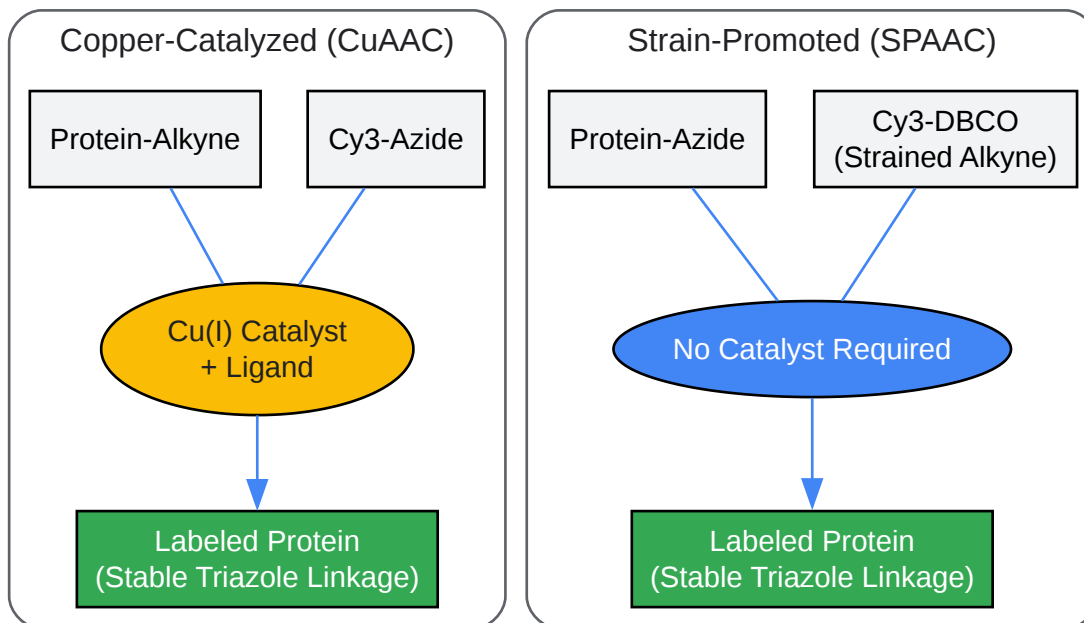 Copper-Catalyzed (CuAAC)
Protein-Alkyne
Cy3-Azide
Cu(I) Catalyst
+ Ligand
Labeled Protein
(Stable Triazole Linkage)
Strain-Promoted (SPAAC)
Protein-Azide
Cy3-DBCO
(Strained Alkyne)
No Catalyst Required
Labeled Protein
(Stable Triazole Linkage)